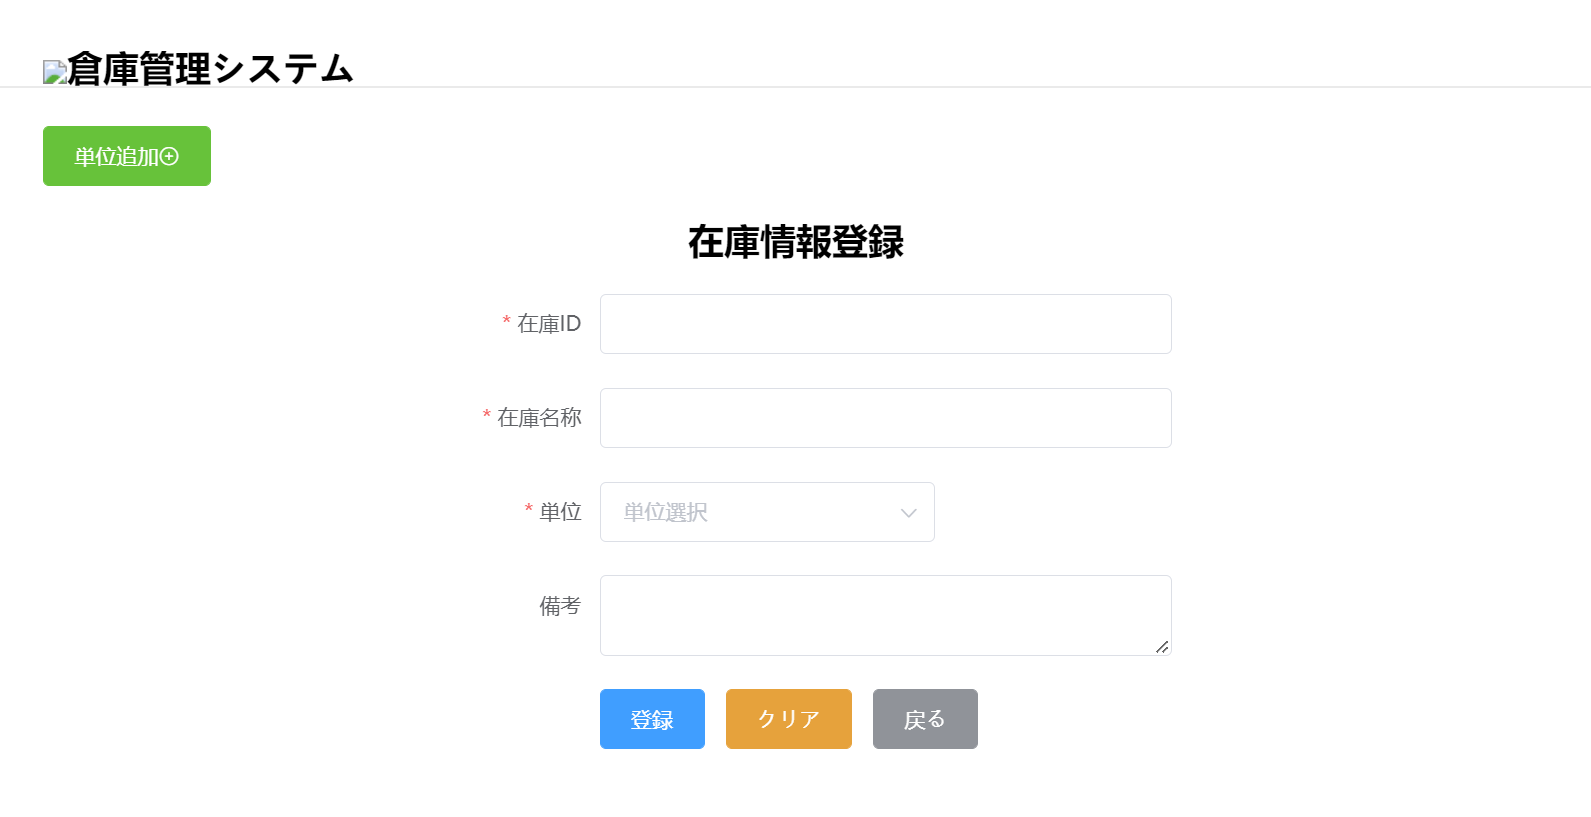 倉庫管理システム
単位追加
在庫情報登録
* 在庫ID
* 在庫名称
* 単位
単位選択
備考
登録
クリア
戻る